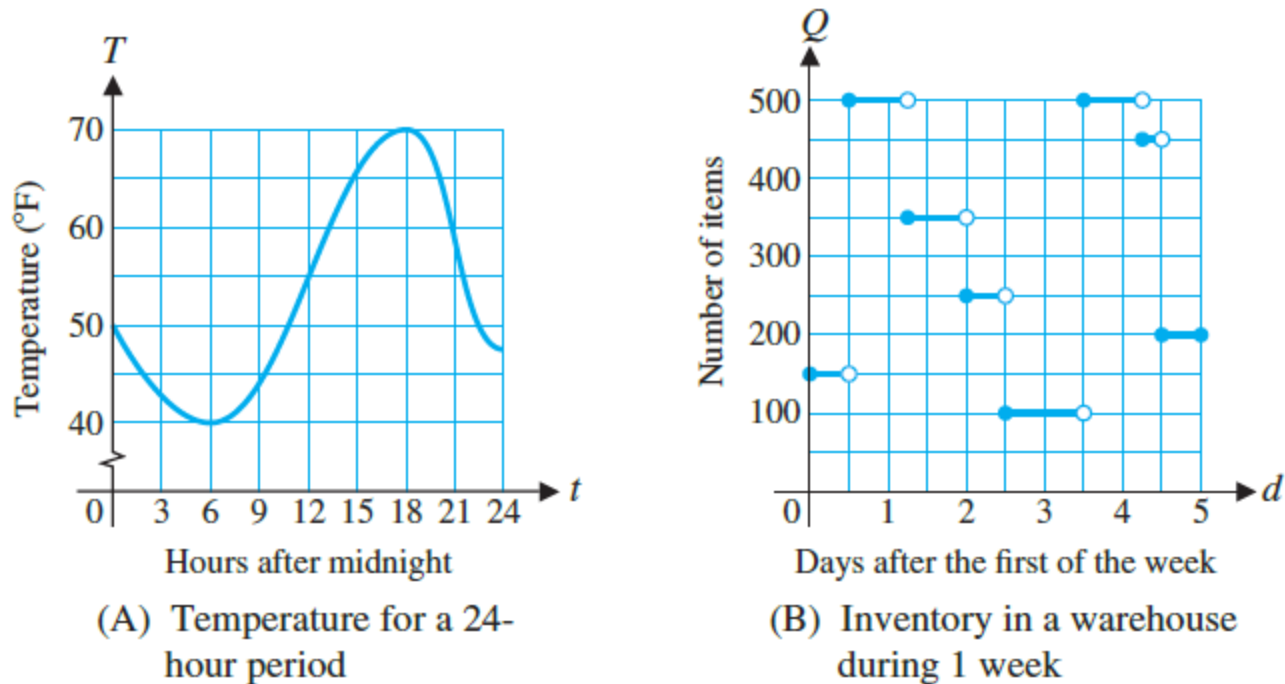 T
70
60
50
40
0 3 6 9 12 15 18 21 24 t
Temperature (°F)
Hours after midnight
(A) Temperature for a 24-
hour period
Q
500
400
300
200
100
0 1 2 3 4 5 d
Number of items
Days after the first of the week
(B) Inventory in a warehouse
during 1 week